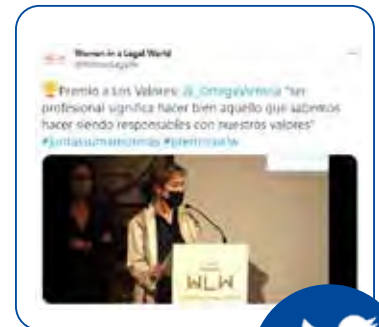 Women in a Legal World
🏆Premio a Los Valores: @_OrtegaVictoria "ser
profesional significa hacer bien aquello que sabemos
hacer siendo responsables con nuestros valores"
WLW